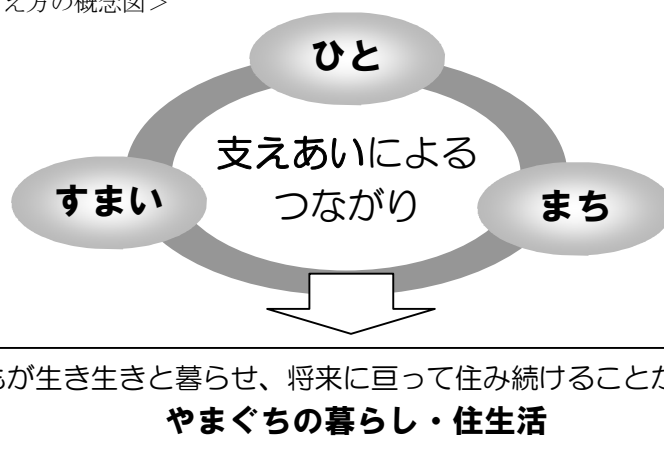 え方の概念図＞
ひと
支えあいによる
つながり
すまい
まち
が生き生きと暮らせ、将来に亘って住み続けることが
やまぐちの暮らし・住生活